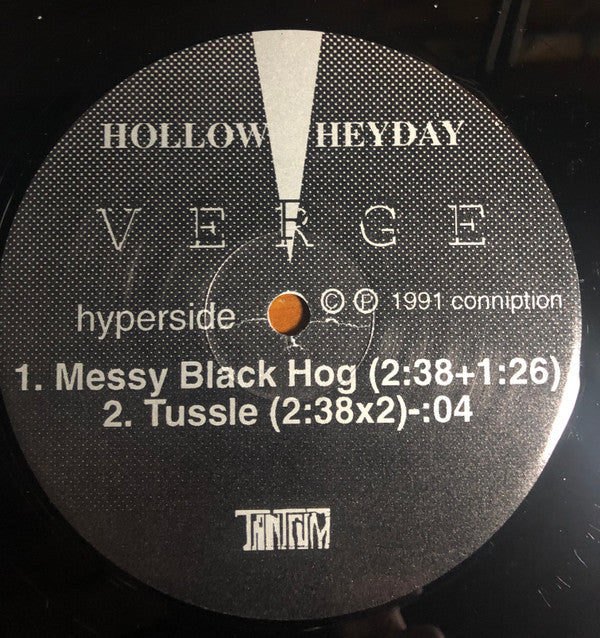 HOLLOW HEYDAY
VERGE
hyperside
© ℗ 1991 conniption
1. Messy Black Hog (2:38+1:26)
2. Tussle (2:38x2)-:04
TANTRUM